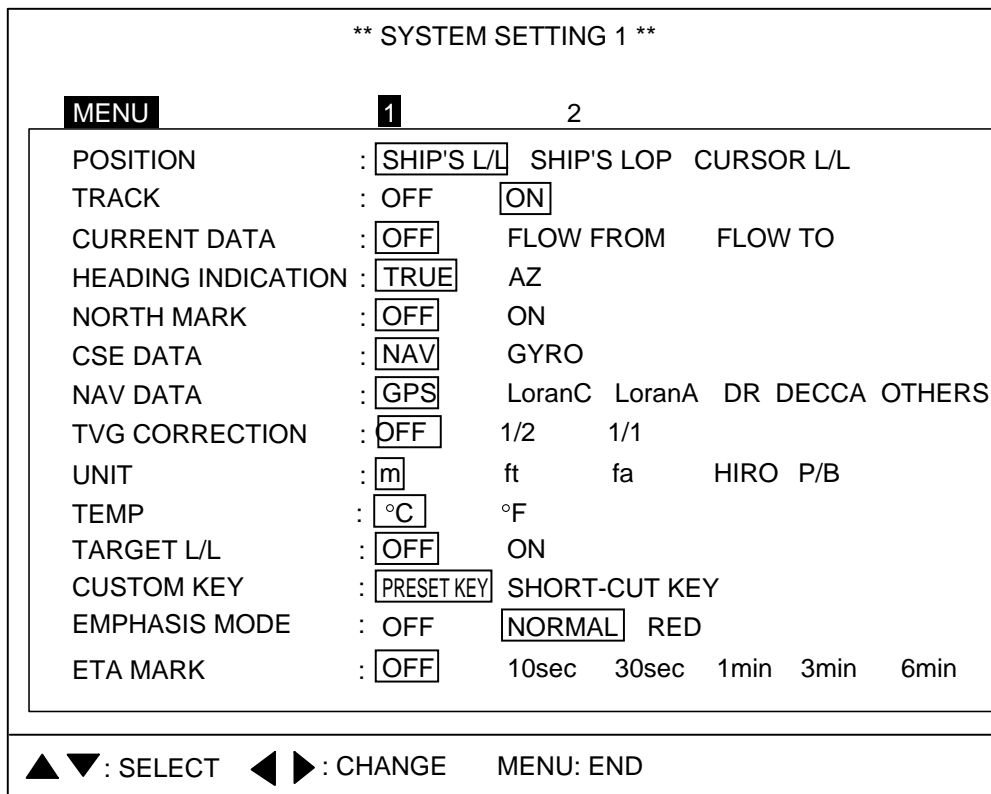 ** SYSTEM SETTING 1 **
MENU 1 2
POSITION : SHIP'S L/L SHIP'S LOP CURSOR L/L
TRACK : OFF ON
CURRENT DATA : OFF FLOW FROM FLOW TO
HEADING INDICATION : TRUE AZ
NORTH MARK : OFF ON
CSE DATA : NAV GYRO
NAV DATA : GPS LoranC LoranA DR DECCA OTHERS
TVG CORRECTION : OFF 1/2 1/1
UNIT : m ft fa HIRO P/B
TEMP : °C °F
TARGET L/L : OFF ON
CUSTOM KEY : PRESET KEY SHORT-CUT KEY
EMPHASIS MODE : OFF NORMAL RED
ETA MARK : OFF 10sec 30sec 1min 3min 6min
▲ ▼ : SELECT ◀ ▶ : CHANGE MENU: END